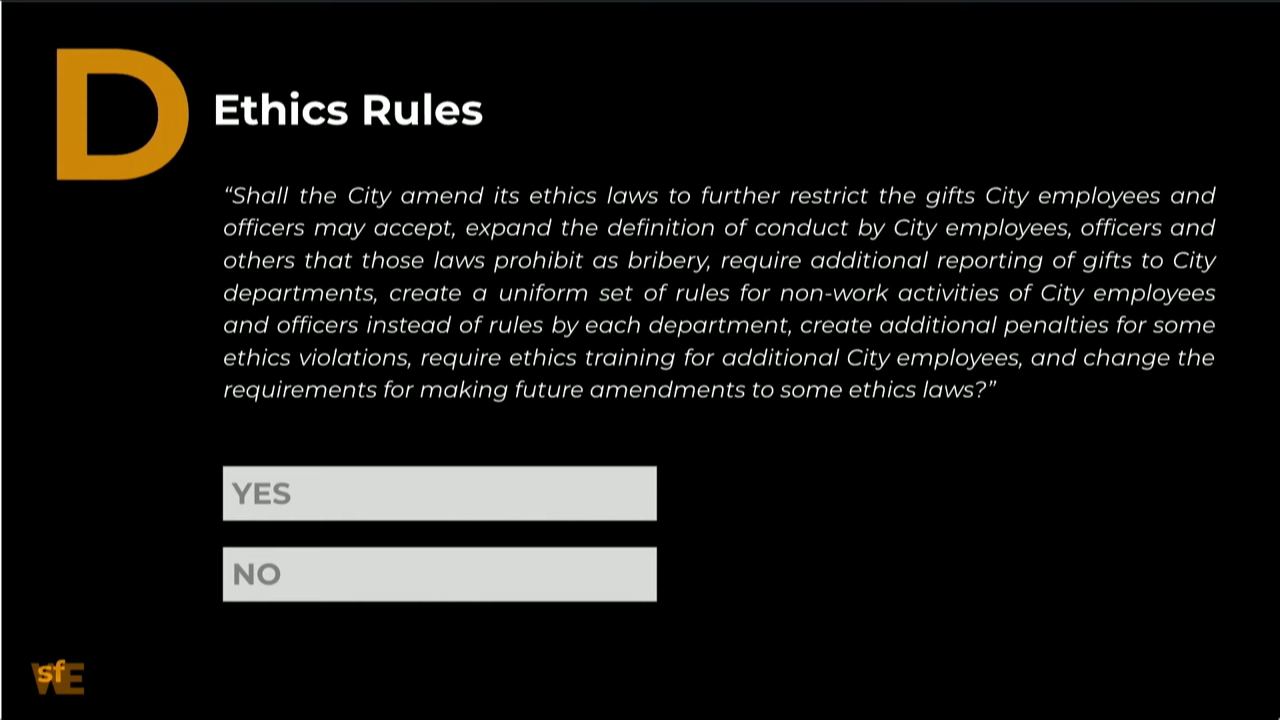 D
Ethics Rules
“Shall the City amend its ethics laws to further restrict the gifts City employees and
officers may accept, expand the definition of conduct by City employees, officers and
others that those laws prohibit as bribery, require additional reporting of gifts to City
departments, create a uniform set of rules for non-work activities of City employees
and officers instead of rules by each department, create additional penalties for some
ethics violations, require ethics training for additional City employees, and change the
requirements for making future amendments to some ethics laws?”
YES
NO
sf
WE